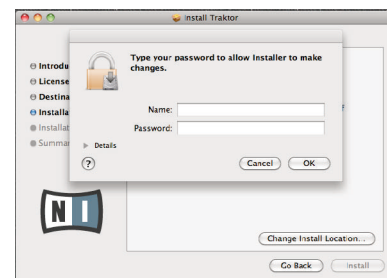 Install Traktor
Type your password to allow Installer to make
changes.
Introdu
License
Destina
Installa
Installat
Summar
Name:
Password:
Details
?
Cancel
OK
NI
Change Install Location...
Go Back
Install